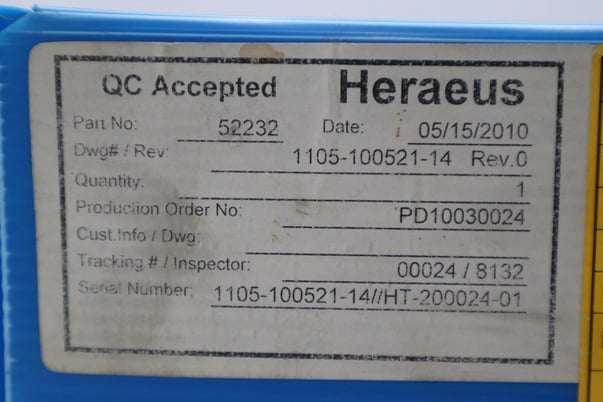 QC Accepted Heraeus
Part No: 52232 Date: 05/15/2010
Dwg# / Rev: 1105-100521-14 Rev.0
Quantity: 1
Production Order No: PD10030024
Cust.Info / Dwg:
Tracking # / Inspector: 00024 / 8132
Serial Number: 1105-100521-14//HT-200024-01